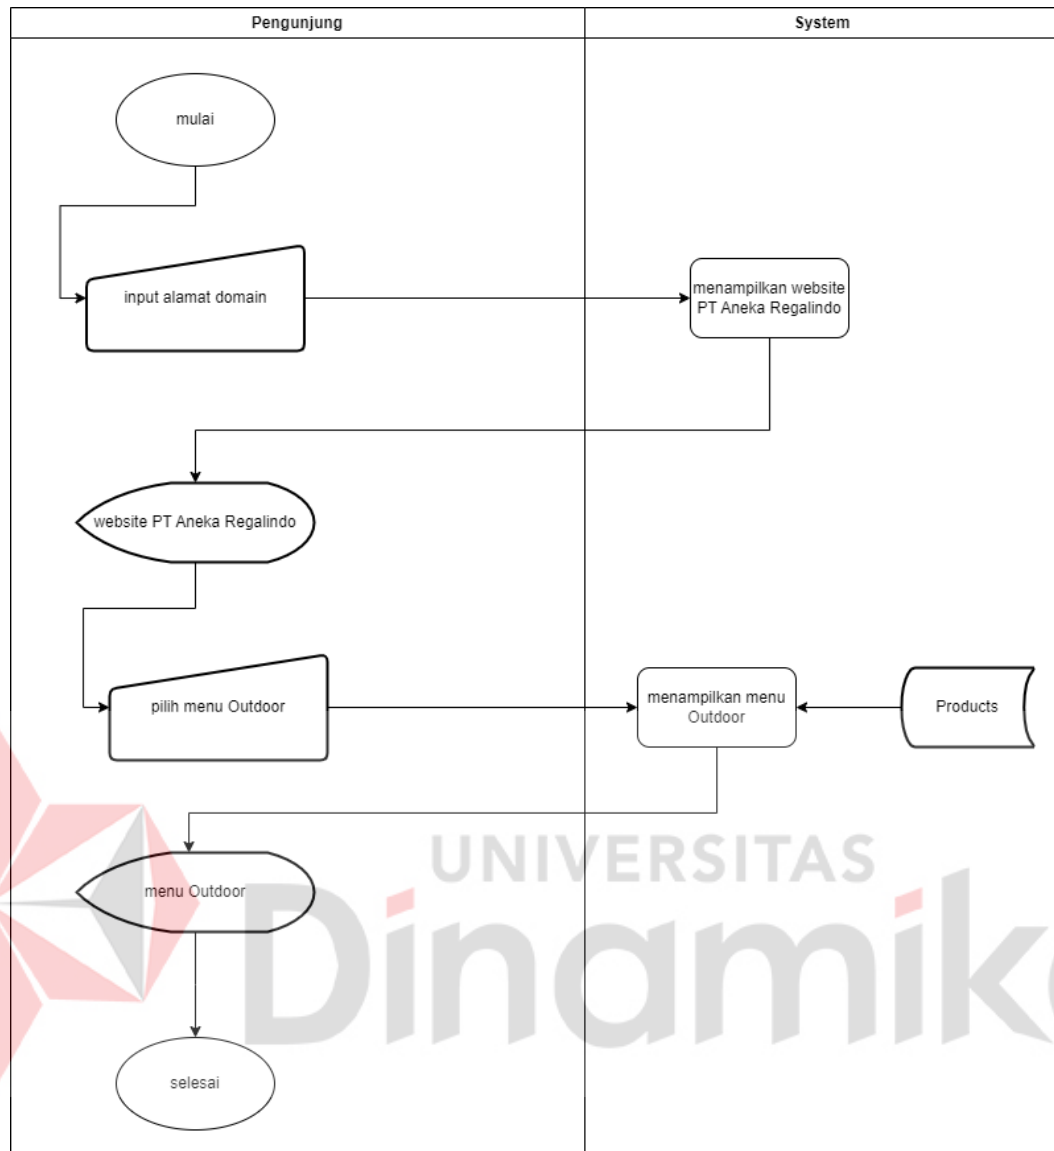 Pengunjung
System
mulai
input alamat domain
menampilkan website
PT Aneka Regalindo
website PT Aneka Regalindo
pilih menu Outdoor
menampilkan menu
Outdoor
Products
UNIVERSITAS
Dinamika
menu Outdoor
selesai